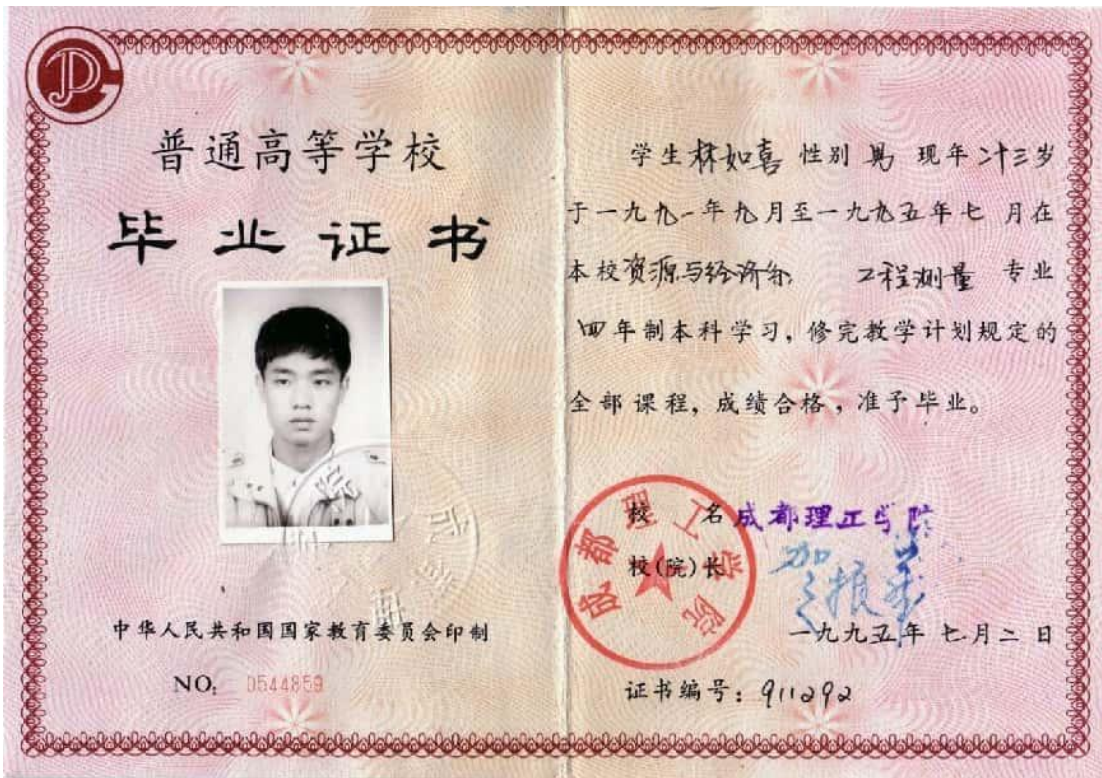 普通高等学校
毕业证书
中华人民共和国国家教育委员会印制
NO: 0544859
学生林如喜 性别 男 现年廿三岁
于一九九一年九月至一九九五年七 月在
本校资源与经济系 工程测量 专业
四年制本科学习，修完教学计划规定的
全部课程，成绩合格，准予毕业。
校 名 成都理工学院
校(院)长
成都理工学院
一九九五年七月二 日
证书编号：911292